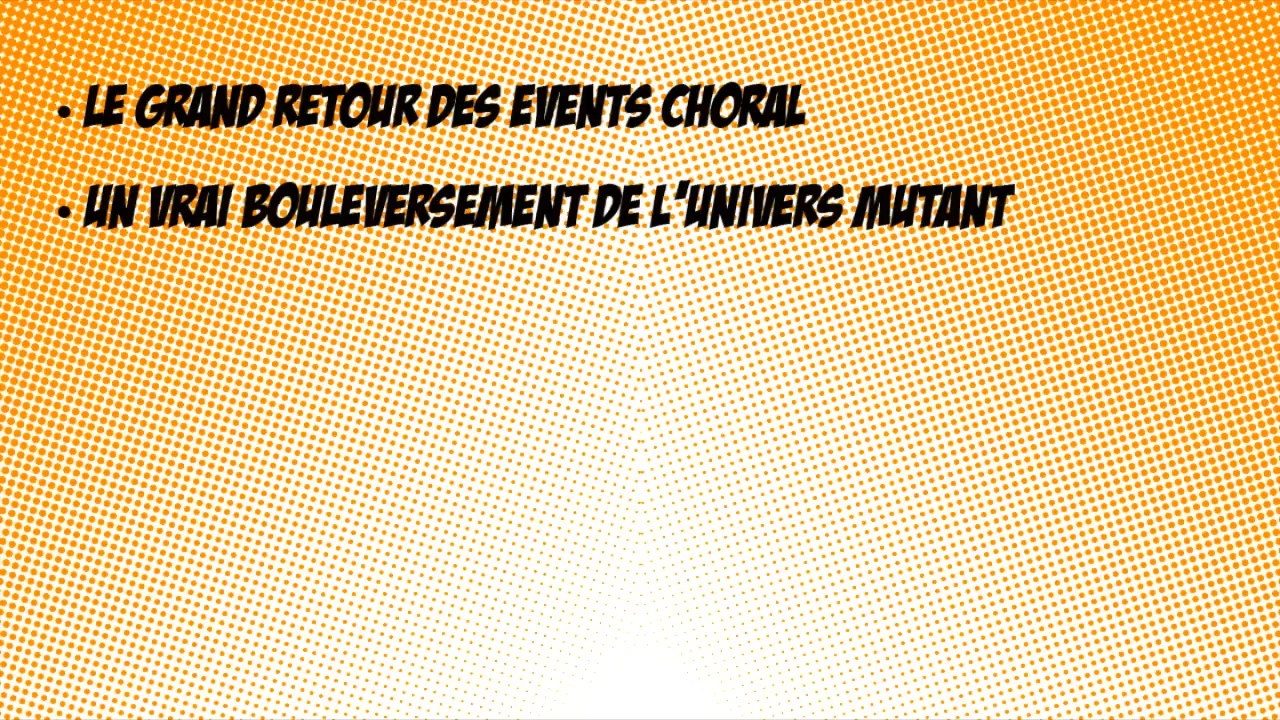 • LE GRAND RETOUR DES EVENTS CHORAL
• UN VRAI BOULEVERSEMENT DE L'UNIVERS MUTANT